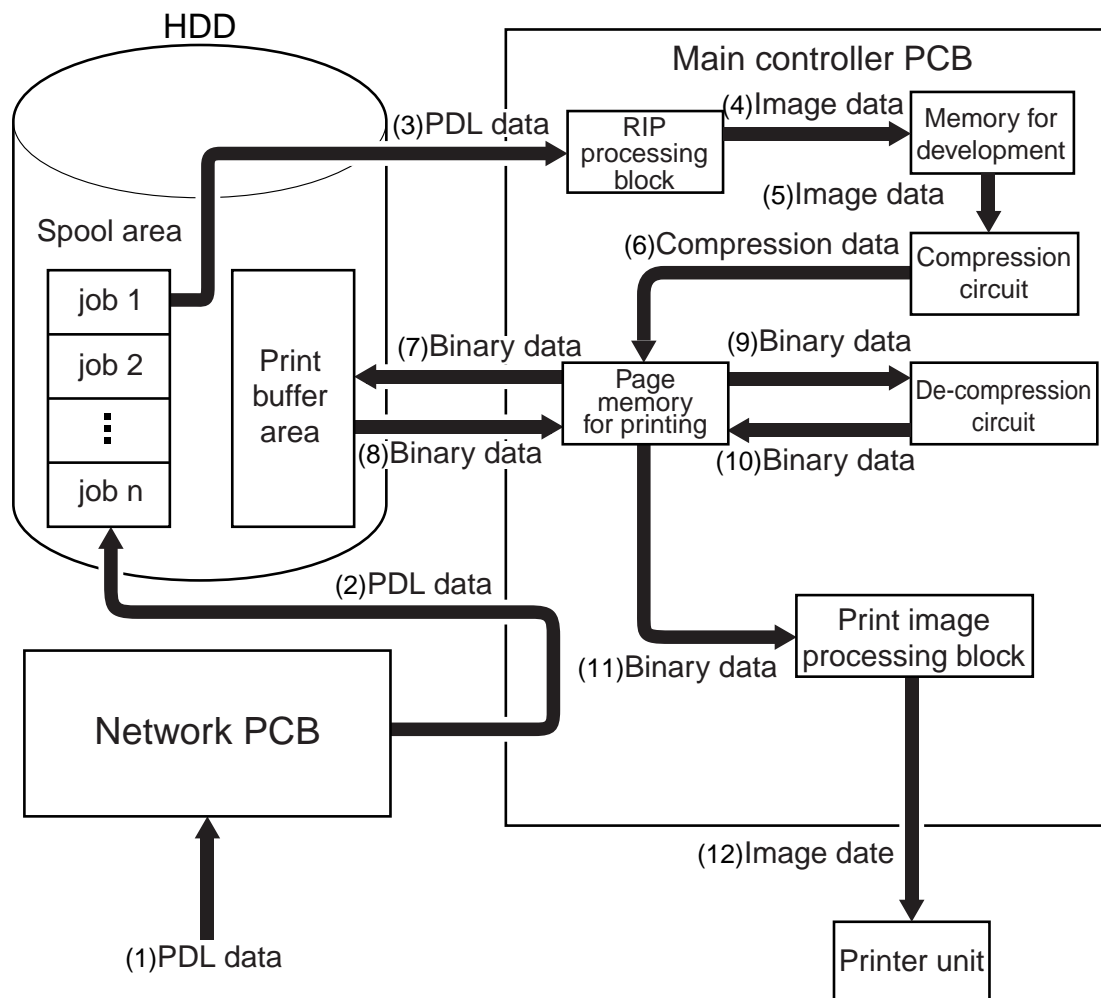 HDD
Main controller PCB
(3)PDL data
RIP
processing
block
(4)Image data
Memory for
development
(5)Image data
Spool area
(6)Compression data
Compression
circuit
job 1
job 2
job n
Print
buffer
area
(7)Binary data
(8)Binary data
Page
memory
for printing
(9)Binary data
De-compression
circuit
(10)Binary data
(2)PDL data
(11)Binary data
Print image
processing block
Network PCB
(12)Image date
(1)PDL data
Printer unit